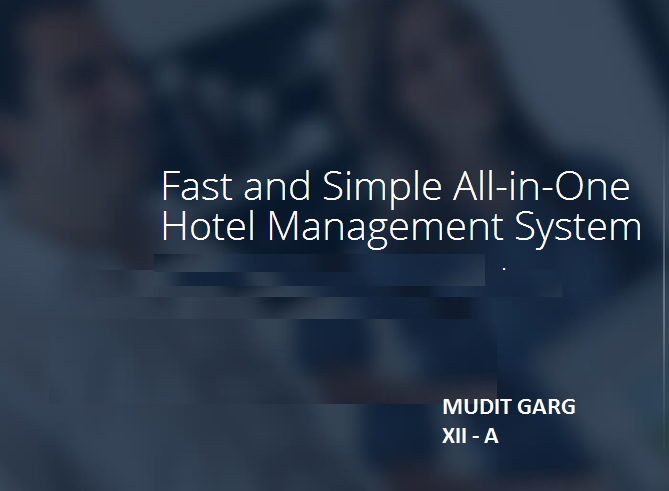 Fast and Simple All-in-One
Hotel Management System
.
MUDIT GARG
XII - A